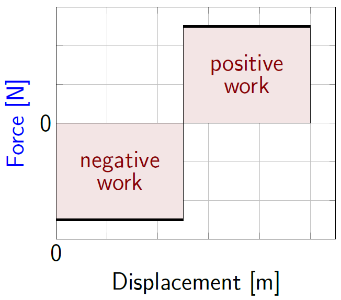 positive
work
Force [N]
0
negative
work
0
Displacement [m]